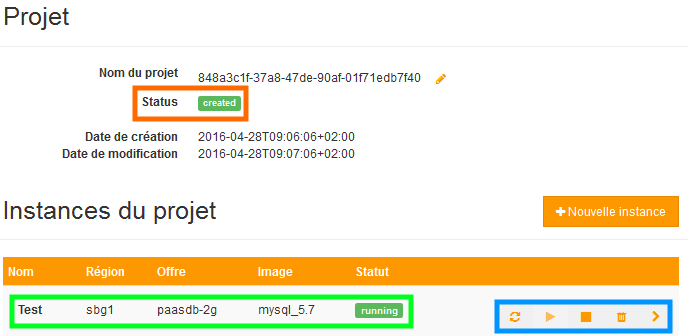 Projet
Nom du projet 848a3c1f-37a8-47de-90af-01f71edb7f40
Status created
Date de création 2016-04-28T09:06:06+02:00
Date de modification 2016-04-28T09:07:06+02:00
Instances du projet
Nouvelle instance
Nom Région Offre Image Statut
Test sbg1 paasdb-2g mysql_5.7 running